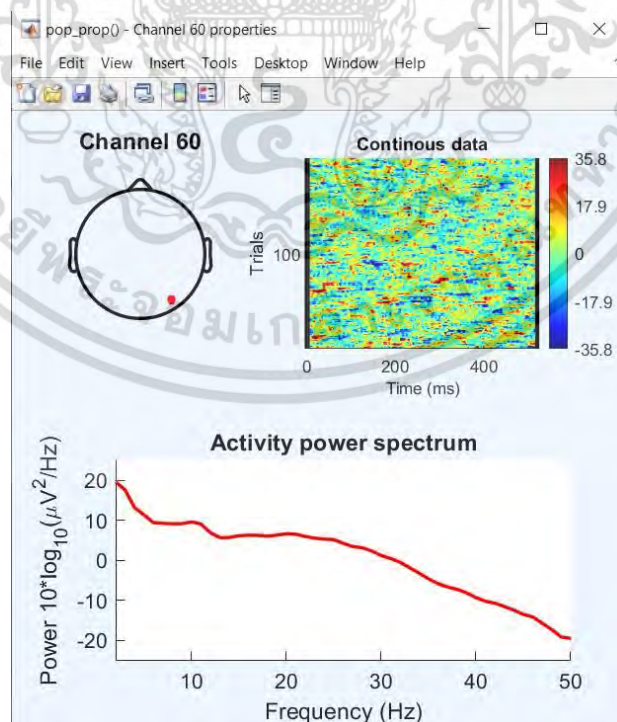 pop_prop() - Channel 60 properties
File Edit View Insert Tools Desktop Window Help
Channel 60
Continous data
Trials
100
35.8
17.9
0
-17.9
-35.8
0 200 400
Time (ms)
Activity power spectrum
Power 10*log10(μV²/Hz)
20
10
0
-10
-20
10 20 30 40 50
Frequency (Hz)